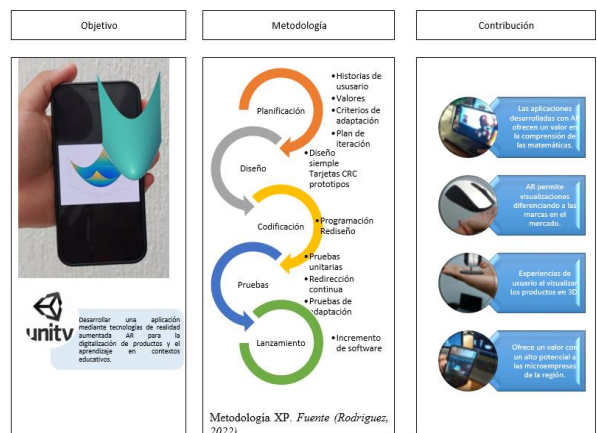 Objetivo
Metodología
Contribución
unity
Desarrollar una aplicación
mediante tecnologías de realidad
aumentada AR para la
digitalización de productos y el
aprendizaje en contextos
educativos.
Planificación
•Historias de
ususario
•Valores
•Criterios de
adaptación
•Plan de
iteración
Diseño
•Diseño
siemple
Tarjetas CRC
prototipos
Codificación
•Programación
Rediseño
Pruebas
•Pruebas
unitarias
•Redirección
continua
•Pruebas de
adaptación
Lanzamiento
•Incremento
de software
Metodología XP. Fuente (Rodriguez,
2022)
Las aplicaciones
desarrolladas con AR
ofrecen un valor en
la comprensión de
las matemáticas.
AR permite
visualizaciones
diferenciando a las
marcas en el
mercado.
Experiencias de
usuario al visualizar
los productos en 3D
Ofrece un valor con
un alto potencial a
las microempresas
de la región.